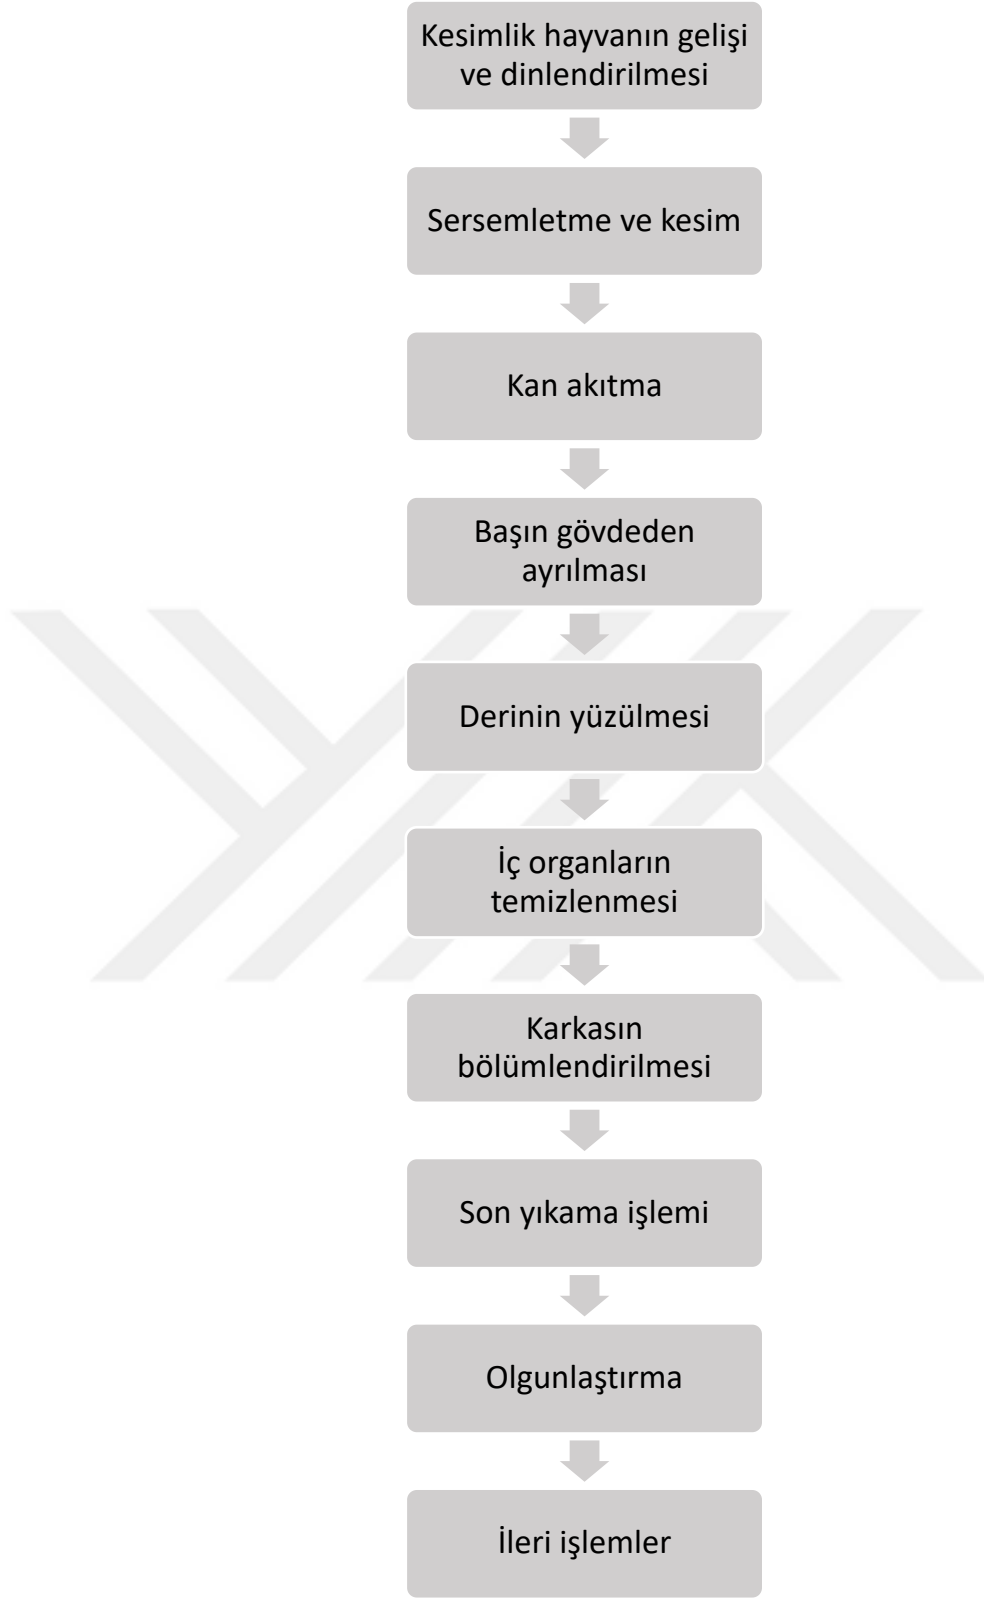 Kesimlik hayvanın gelişi
ve dinlendirilmesi
Sersemletme ve kesim
Kan akıtma
Başın gövdeden
ayrılması
Derinin yüzülmesi
İç organların
temizlenmesi
Karkasın
bölümlendirilmesi
Son yıkama işlemi
Olgunlaştırma
İleri işlemler